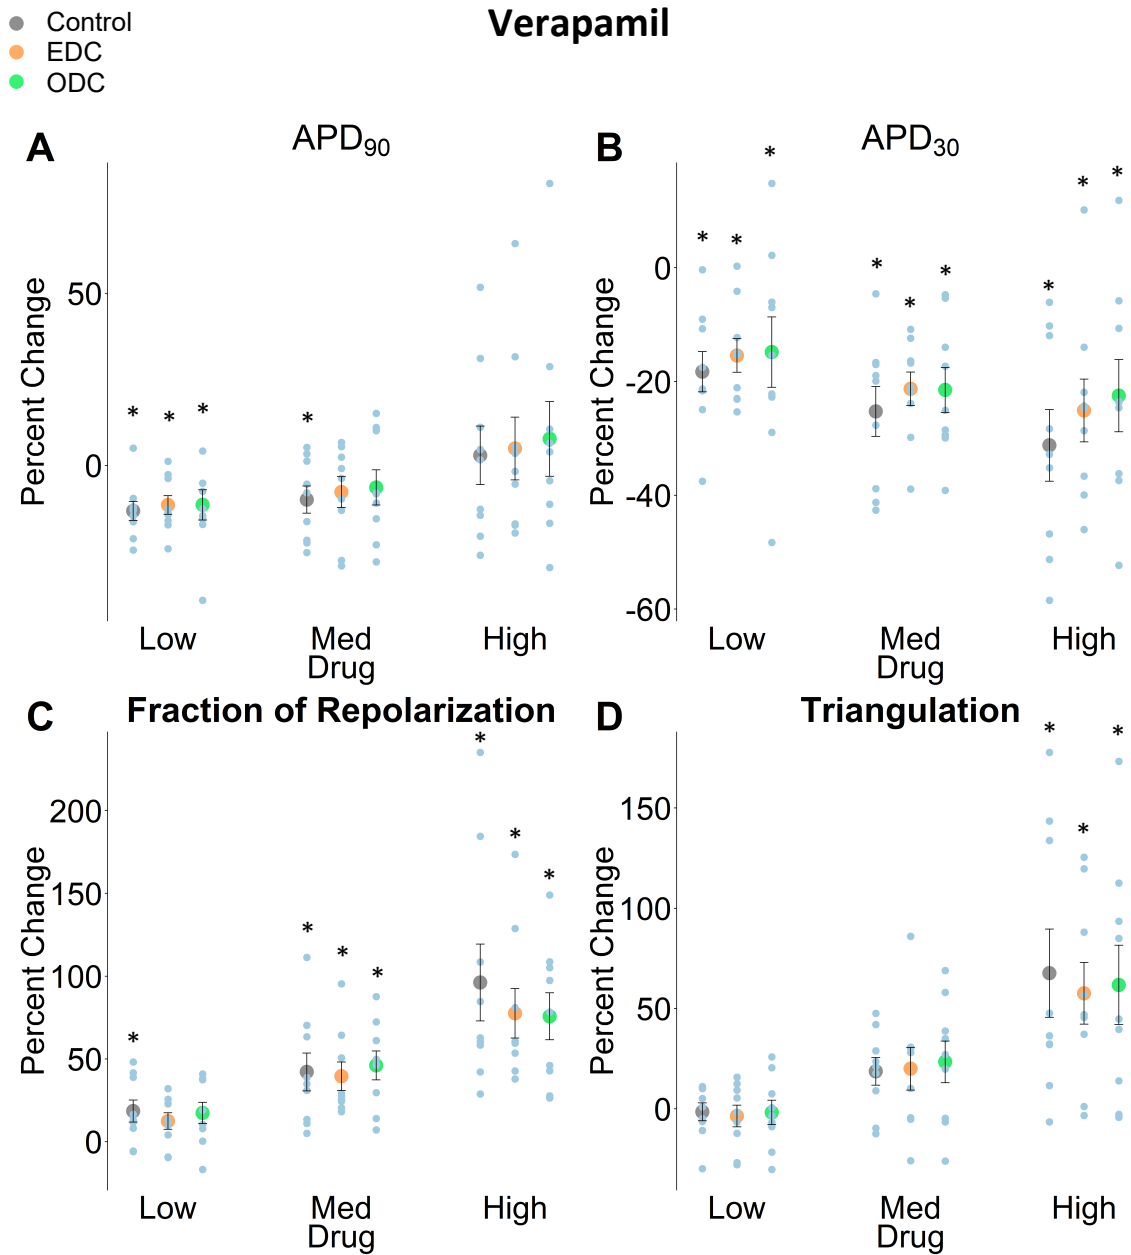 Verapamil
Control
EDC
ODC
A
APD90
Percent Change
50
0
* * *
*
Low Med High
Drug
B
APD30
Percent Change
0
-20
-40
-60
* * *
* * *
* * *
Low Med High
Drug
C
Fraction of Repolarization
Percent Change
200
150
100
50
0
*
* * *
* * *
Low Med High
Drug
D
Triangulation
Percent Change
150
100
50
0
* * *
Low Med High
Drug